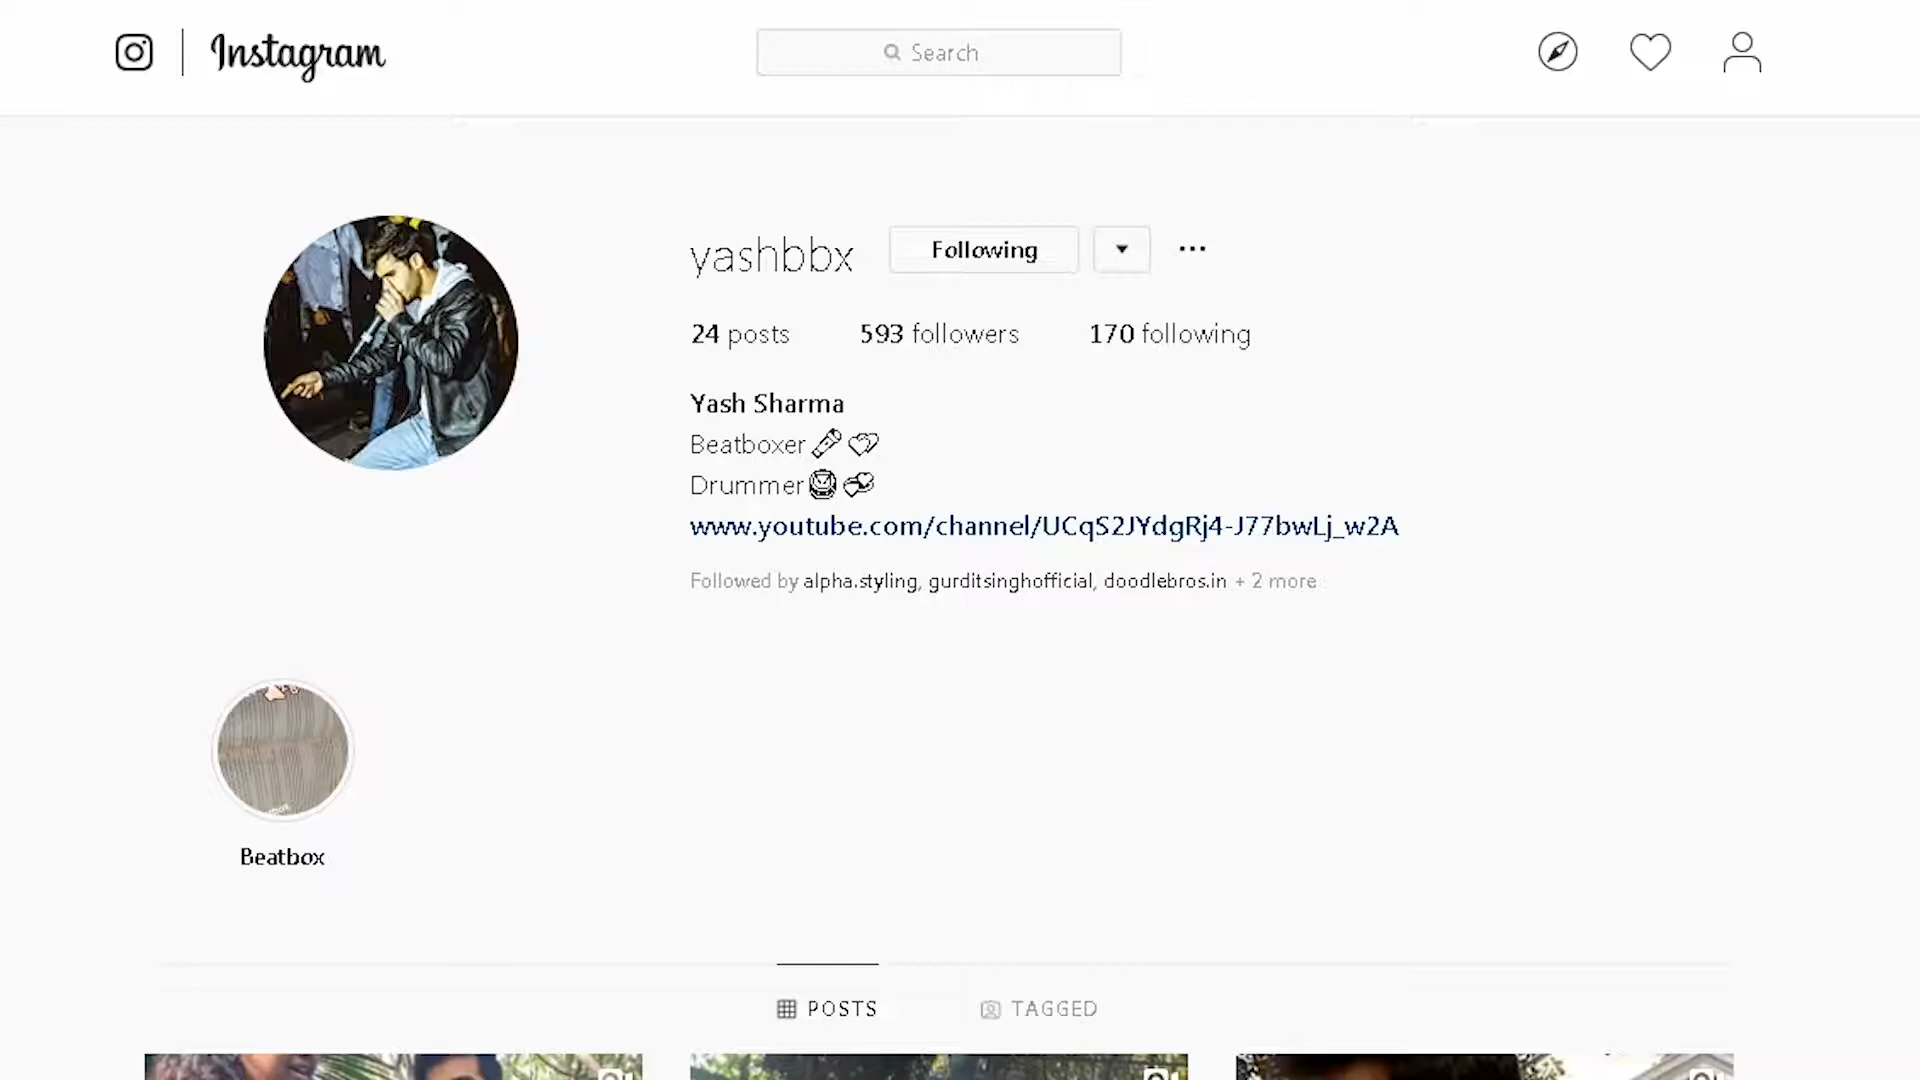 Instagram
Search
yashbbx Following
24 posts 593 followers 170 following
Yash Sharma
Beatboxer
Drummer
www.youtube.com/channel/UCqS2JYdgRj4-J77bwLj_w2A
Followed by alpha.styling, gurditsinghofficial, doodlebros.in + 2 more
Beatbox
POSTS TAGGED